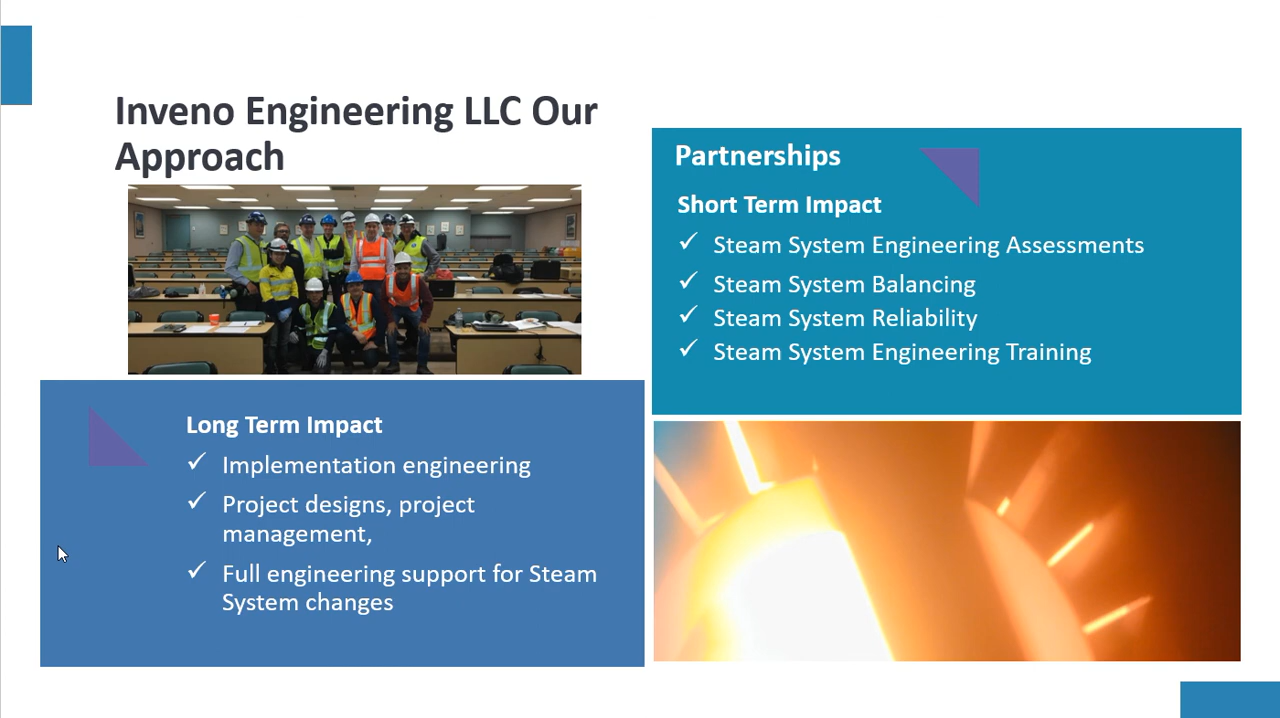 Inveno Engineering LLC Our
Approach
Partnerships
Short Term Impact
✓ Steam System Engineering Assessments
✓ Steam System Balancing
✓ Steam System Reliability
✓ Steam System Engineering Training
Long Term Impact
✓ Implementation engineering
✓ Project designs, project
management,
✓ Full engineering support for Steam
System changes